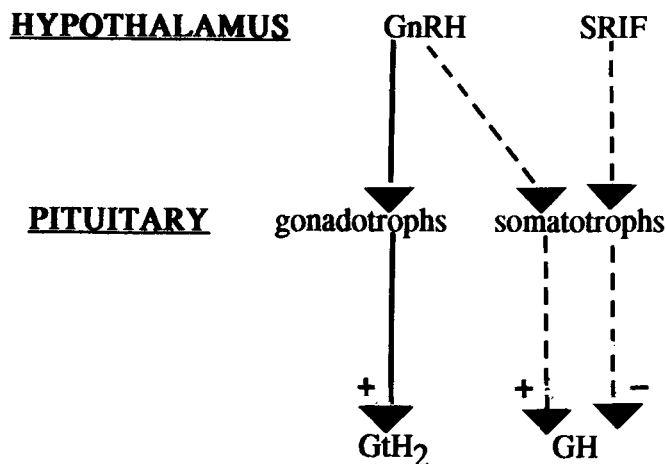 HYPOTHALAMUS GnRH SRIF
PITUITARY gonadotrophs somatotrophs
+ + −
GtH₂ GH